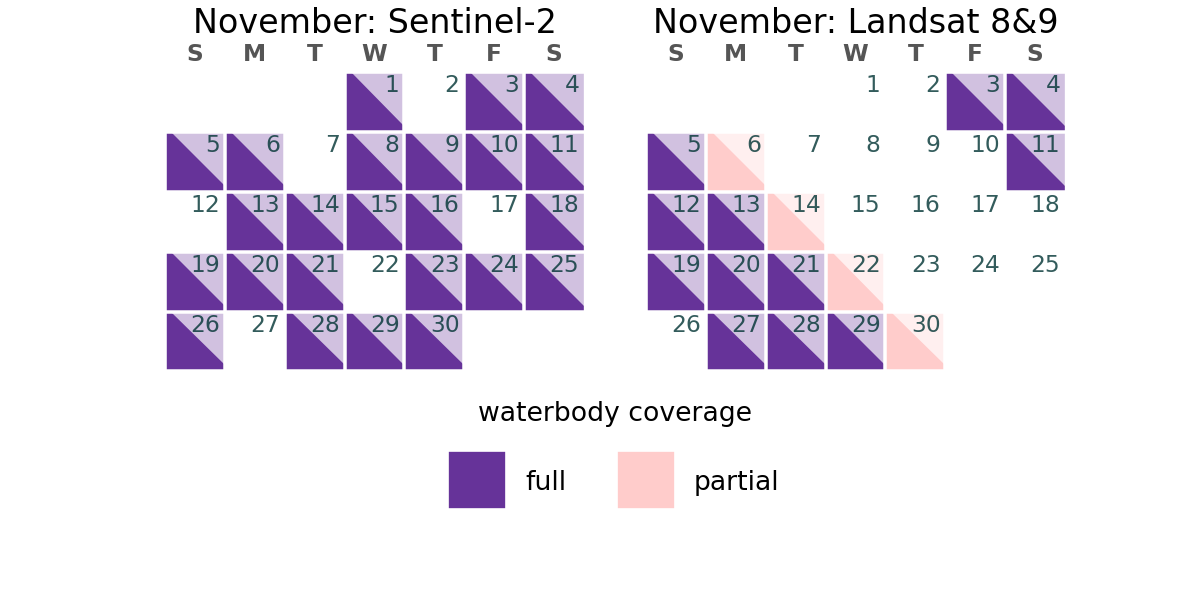 November: Sentinel-2
S M T W T F S
1 2 3 4
5 6 7 8 9 10 11
12 13 14 15 16 17 18
19 20 21 22 23 24 25
26 27 28 29 30
November: Landsat 8&9
S M T W T F S
1 2 3 4
5 6 7 8 9 10 11
12 13 14 15 16 17 18
19 20 21 22 23 24 25
26 27 28 29 30
waterbody coverage
full partial